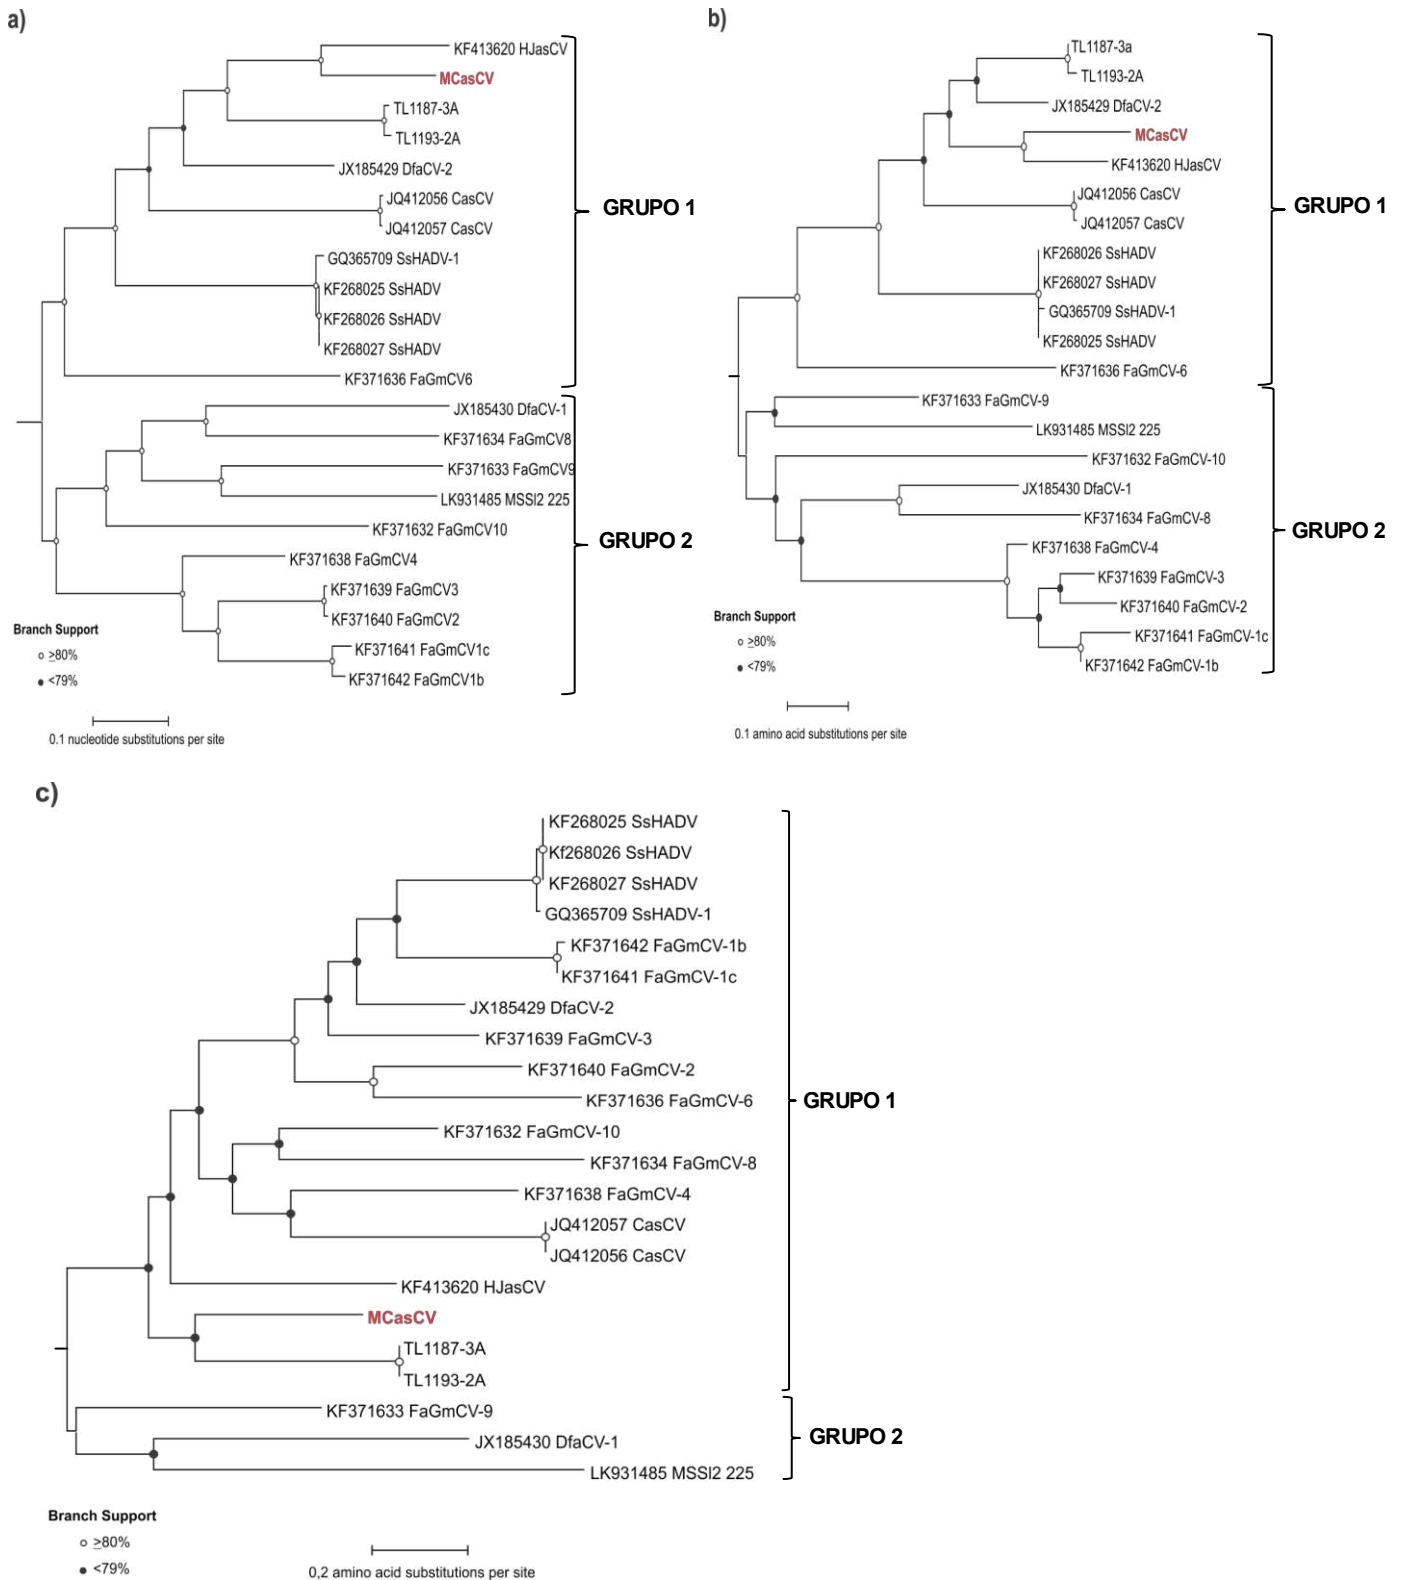 a)
KF413620 HJasCV
MCasCV
TL1187-3A
TL1193-2A
JX185429 DfaCV-2
JQ412056 CasCV
JQ412057 CasCV
GQ365709 SsHADV-1
KF268025 SsHADV
KF268026 SsHADV
KF268027 SsHADV
KF371636 FaGmCV6
GRUPO 1
JX185430 DfaCV-1
KF371634 FaGmCV8
KF371633 FaGmCV9
LK931485 MSSI2 225
KF371632 FaGmCV10
KF371638 FaGmCV4
KF371639 FaGmCV3
KF371640 FaGmCV2
KF371641 FaGmCV1c
KF371642 FaGmCV1b
GRUPO 2
Branch Support
≥80%
<79%
0.1 nucleotide substitutions per site
b)
TL1187-3a
TL1193-2A
JX185429 DfaCV-2
MCasCV
KF413620 HJasCV
JQ412056 CasCV
JQ412057 CasCV
KF268026 SsHADV
KF268027 SsHADV
GQ365709 SsHADV-1
KF268025 SsHADV
KF371636 FaGmCV-6
GRUPO 1
KF371633 FaGmCV-9
LK931485 MSSI2 225
KF371632 FaGmCV-10
JX185430 DfaCV-1
KF371634 FaGmCV-8
KF371638 FaGmCV-4
KF371639 FaGmCV-3
KF371640 FaGmCV-2
KF371641 FaGmCV-1c
KF371642 FaGmCV-1b
GRUPO 2
Branch Support
≥80%
<79%
0.1 amino acid substitutions per site
c)
KF268025 SsHADV
Kf268026 SsHADV
KF268027 SsHADV
GQ365709 SsHADV-1
KF371642 FaGmCV-1b
KF371641 FaGmCV-1c
JX185429 DfaCV-2
KF371639 FaGmCV-3
KF371640 FaGmCV-2
KF371636 FaGmCV-6
KF371632 FaGmCV-10
KF371634 FaGmCV-8
KF371638 FaGmCV-4
JQ412057 CasCV
JQ412056 CasCV
KF413620 HJasCV
MCasCV
TL1187-3A
TL1193-2A
GRUPO 1
KF371633 FaGmCV-9
JX185430 DfaCV-1
LK931485 MSSI2 225
GRUPO 2
Branch Support
≥80%
<79%
0,2 amino acid substitutions per site